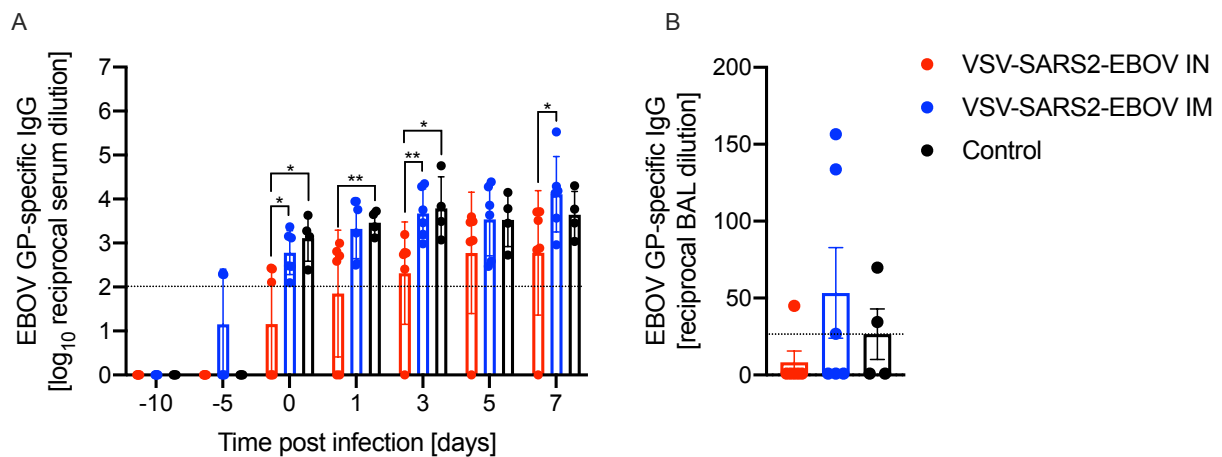 A
EBOV GP-specific IgG
[log10 reciprocal serum dilution]
7
6
5
4
3
2
1
0
* * ** ** * *
-10 -5 0 1 3 5 7
Time post infection [days]
B
EBOV GP-specific IgG
[reciprocal BAL dilution]
200
150
100
50
0
VSV-SARS2-EBOV IN
VSV-SARS2-EBOV IM
Control